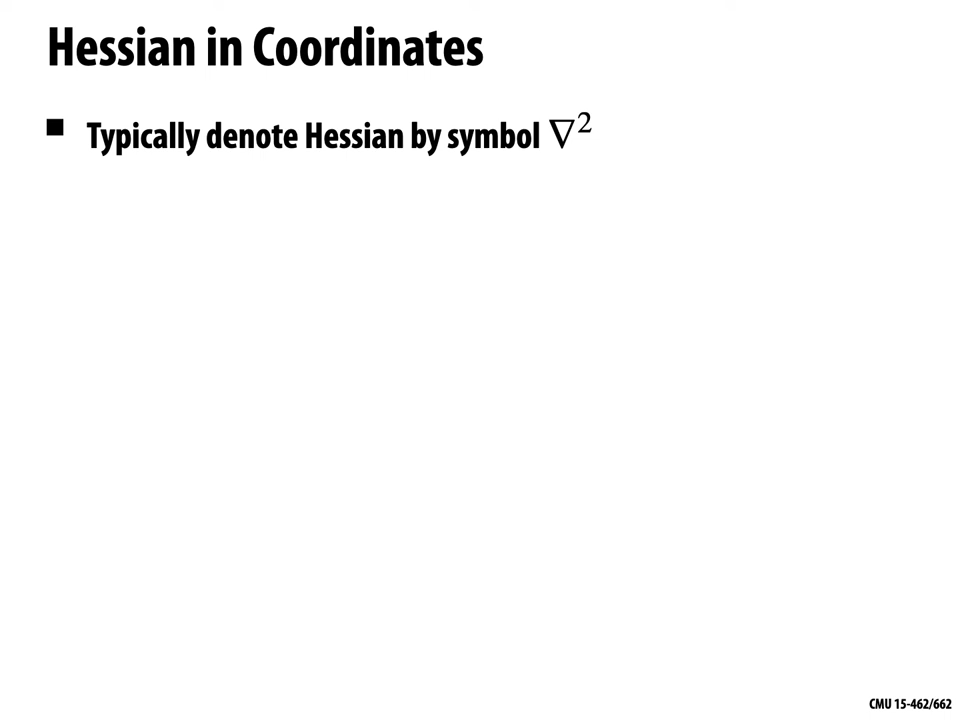 Hessian in Coordinates
■ Typically denote Hessian by symbol ∇²
CMU 15-462/662